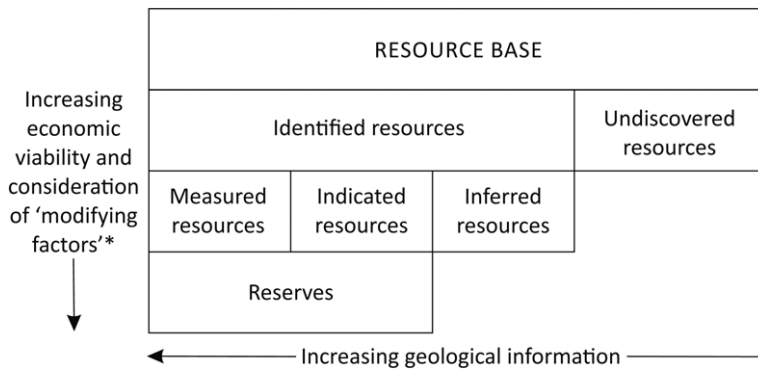 RESOURCE BASE
Increasing
economic
viability and
consideration
of ‘modifying
factors’*
Identified resources
Undiscovered
resources
Measured
resources
Indicated
resources
Inferred
resources
Reserves
Increasing geological information